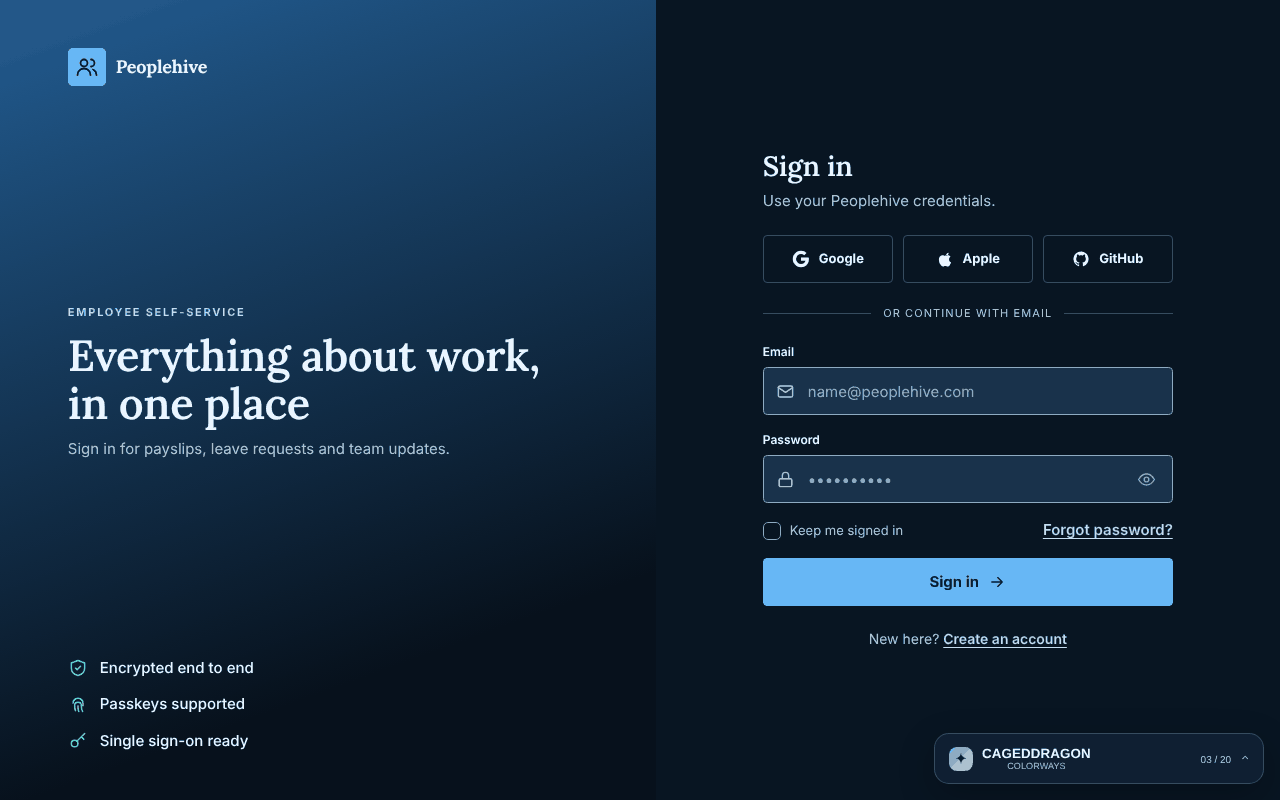 Peoplehive
EMPLOYEE SELF-SERVICE
Everything about work,
in one place
Sign in for payslips, leave requests and team updates.
Encrypted end to end
Passkeys supported
Single sign-on ready
Sign in
Use your Peoplehive credentials.
Google
Apple
GitHub
OR CONTINUE WITH EMAIL
Email
name@peoplehive.com
Password
••••••••••
Keep me signed in
Forgot password?
Sign in
New here? Create an account
CAGEDDRAGON
COLORWAYS
03 / 20